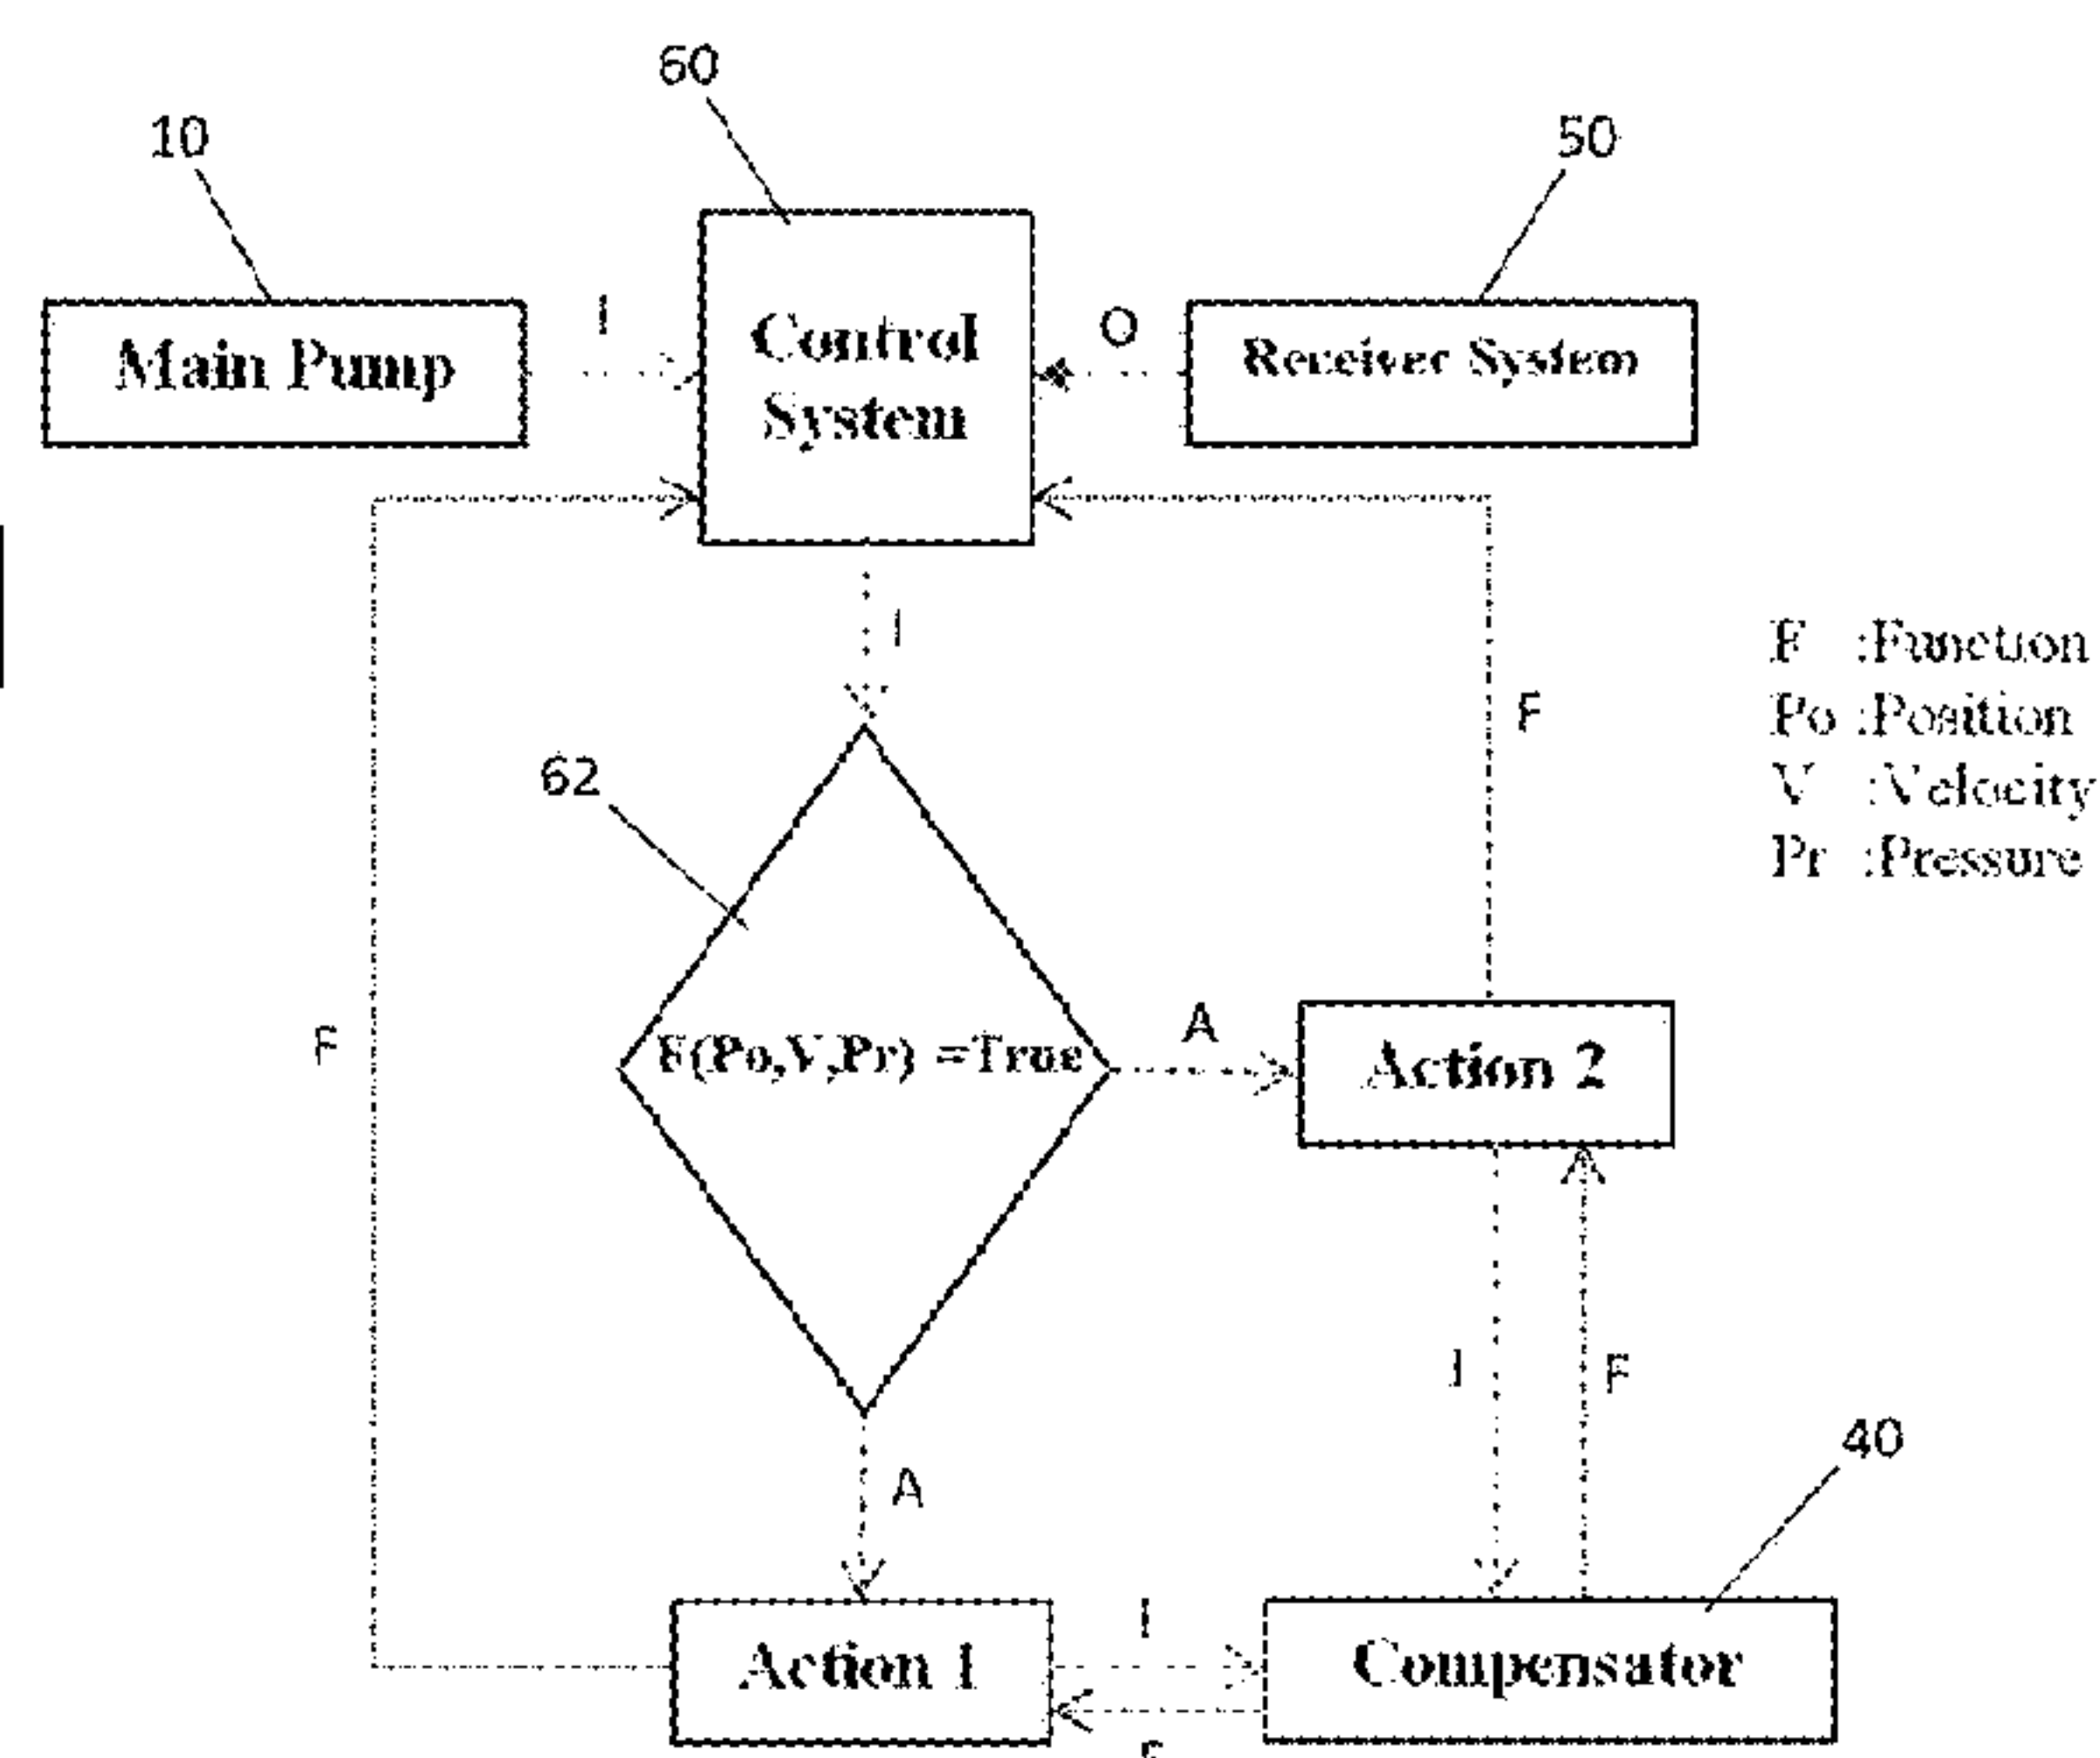 60
10
50
I
O
Main Pump
Control
System
Receiver System
I
F :Function
Po :Position
V :Velocity
Pr :Pressure
F
62
F
F(Po,V,Pr) =True
A
Action 2
I
F
40
A
Action 1
I
Compensator